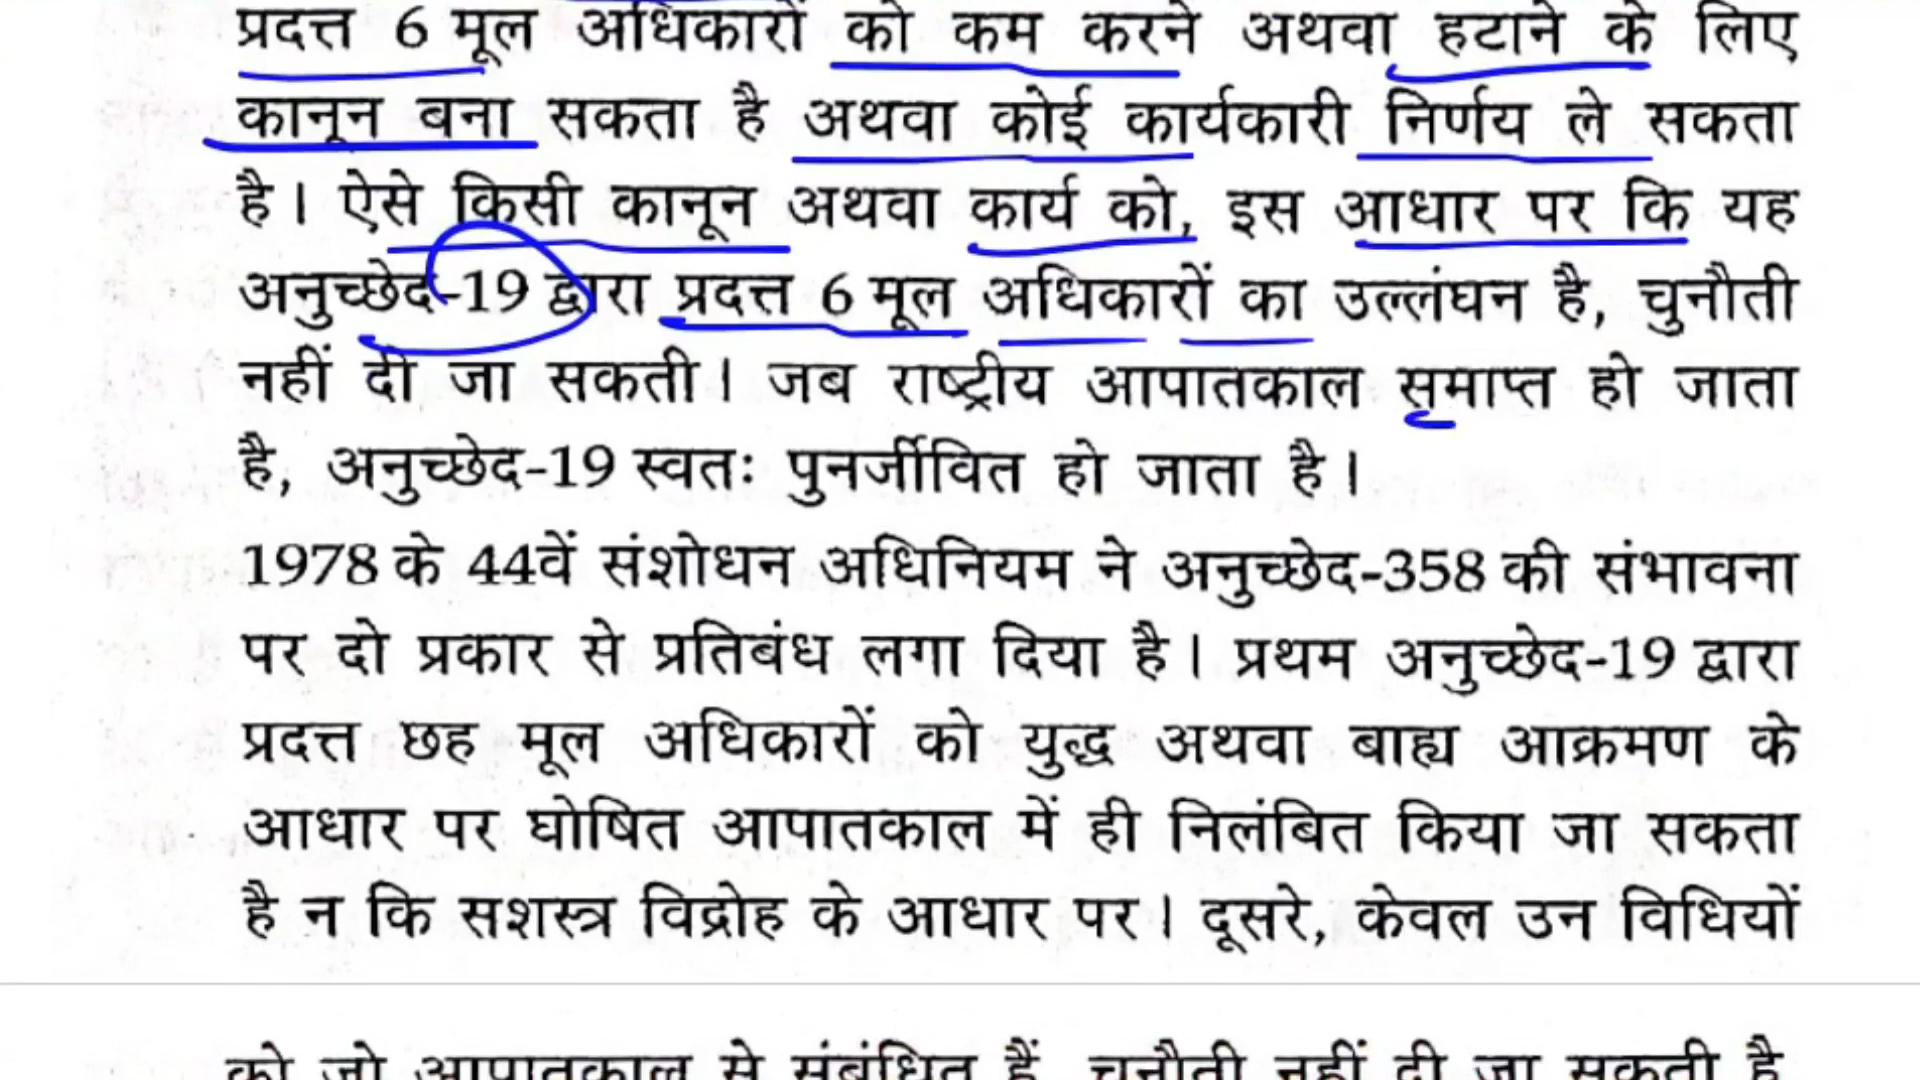 प्रदत्त 6 मूल अधिकारों को कम करने अथवा हटाने के लिए
कानून बना सकता है अथवा कोई कार्यकारी निर्णय ले सकता
है। ऐसे किसी कानून अथवा कार्य को, इस आधार पर कि यह
अनुच्छेद-19 द्वारा प्रदत्त 6 मूल अधिकारों का उल्लंघन है, चुनौती
नहीं दी जा सकती। जब राष्ट्रीय आपातकाल समाप्त हो जाता
है, अनुच्छेद-19 स्वतः पुनर्जीवित हो जाता है।
1978 के 44वें संशोधन अधिनियम ने अनुच्छेद-358 की संभावना
पर दो प्रकार से प्रतिबंध लगा दिया है। प्रथम अनुच्छेद-19 द्वारा
प्रदत्त छह मूल अधिकारों को युद्ध अथवा बाह्य आक्रमण के
आधार पर घोषित आपातकाल में ही निलंबित किया जा सकता
है न कि सशस्त्र विद्रोह के आधार पर। दूसरे, केवल उन विधियों
को जो आपातकाल से संबंधित हैं, चुनौती नहीं दी जा सकती है